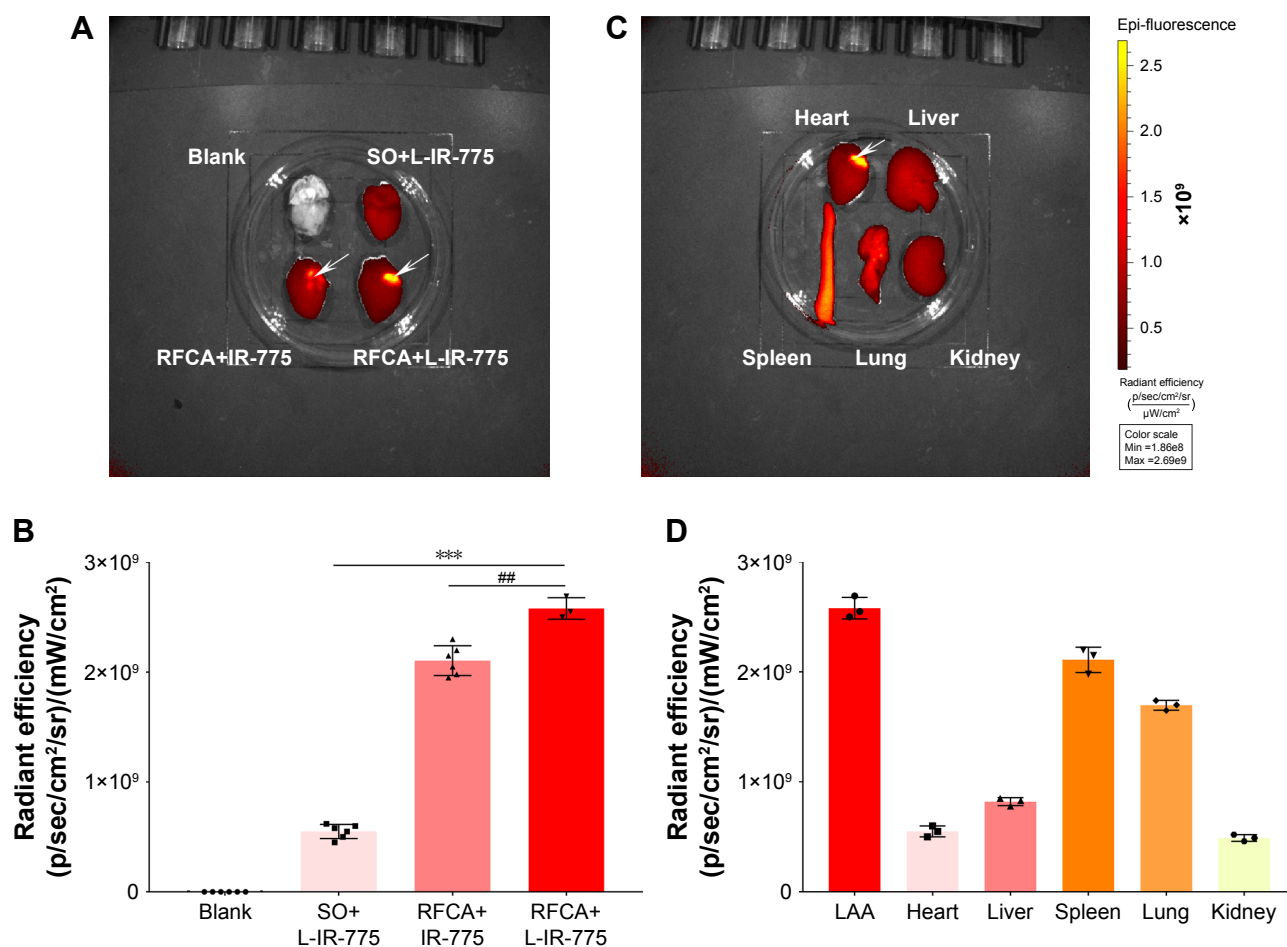 A
Blank
SO+L-IR-775
RFCA+IR-775
RFCA+L-IR-775
C
Heart
Liver
Spleen
Lung
Kidney
Epi-fluorescence
2.5
2.0
1.5
1.0
0.5
×10⁹
Radiant efficiency
(p/sec/cm²/sr
µW/cm²)
Color scale
Min =1.86e8
Max =2.69e9
B
Radiant efficiency
(p/sec/cm²/sr)/(mW/cm²)
3×10⁹
2×10⁹
1×10⁹
0
***
##
Blank
SO+
L-IR-775
RFCA+
IR-775
RFCA+
L-IR-775
D
Radiant efficiency
(p/sec/cm²/sr)/(mW/cm²)
3×10⁹
2×10⁹
1×10⁹
0
LAA
Heart
Liver
Spleen
Lung
Kidney